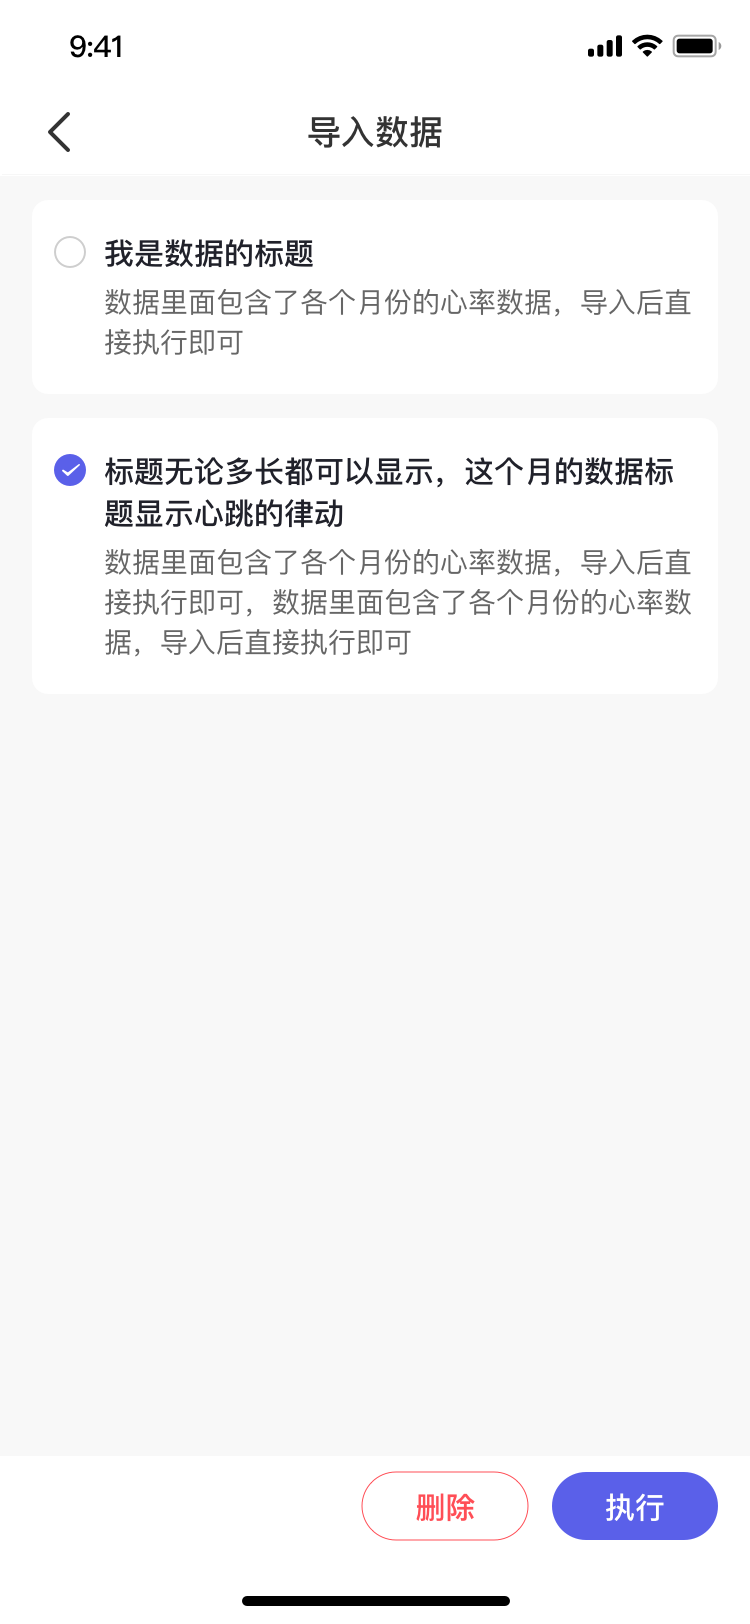 9:41
导入数据
我是数据的标题
数据里面包含了各个月份的心率数据，导入后直
接执行即可
标题无论多长都可以显示，这个月的数据标
题显示心跳的律动
数据里面包含了各个月份的心率数据，导入后直
接执行即可，数据里面包含了各个月份的心率数
据，导入后直接执行即可
删除
执行